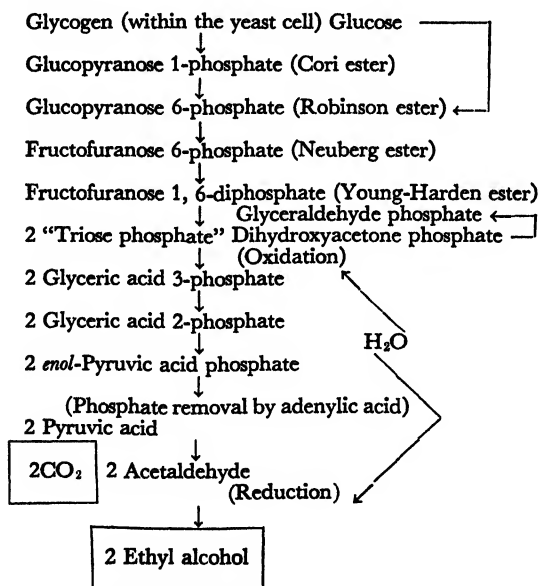 Glycogen (within the yeast cell) Glucose
Glucopyranose 1-phosphate (Cori ester)
Glucopyranose 6-phosphate (Robinson ester)
Fructofuranose 6-phosphate (Neuberg ester)
Fructofuranose 1, 6-diphosphate (Young-Harden ester)
Glyceraldehyde phosphate
2 “Triose phosphate” Dihydroxyacetone phosphate
(Oxidation)
2 Glyceric acid 3-phosphate
2 Glyceric acid 2-phosphate
H₂O
2 enol-Pyruvic acid phosphate
(Phosphate removal by adenylic acid)
2 Pyruvic acid
2CO₂ 2 Acetaldehyde
(Reduction)
2 Ethyl alcohol